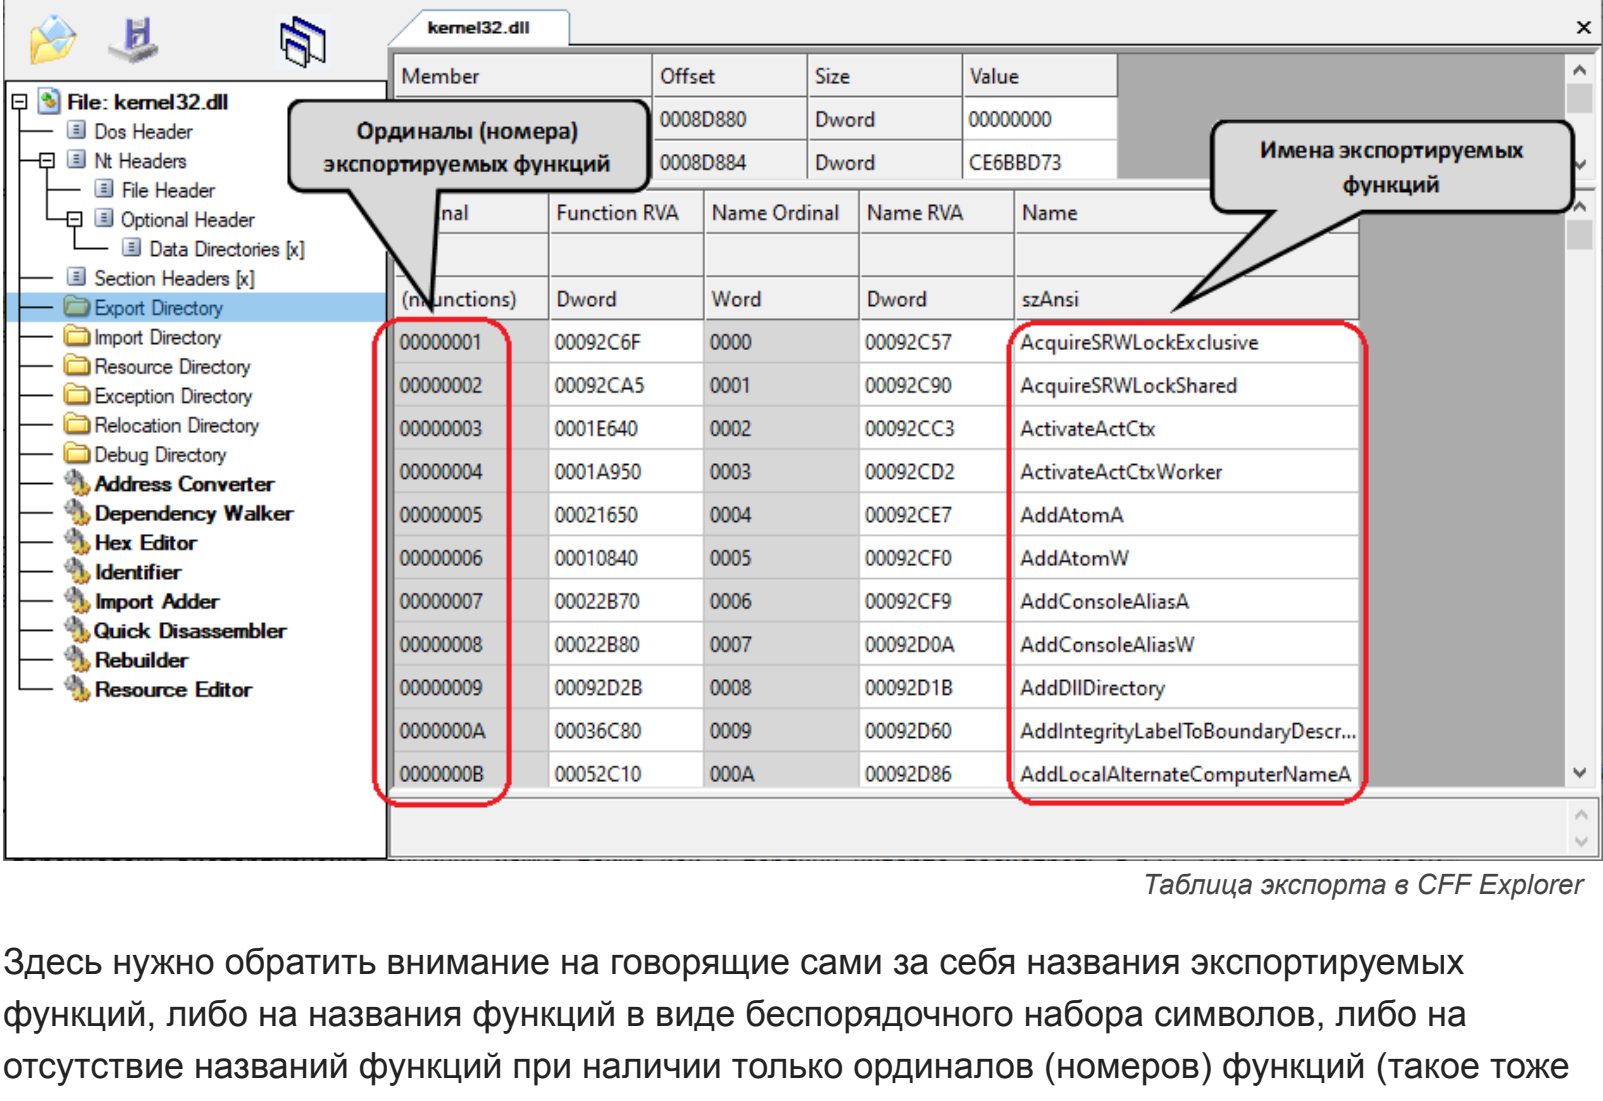 kernel32.dll
File: kernel32.dll
Dos Header
Nt Headers
File Header
Optional Header
Data Directories [x]
Section Headers [x]
Export Directory
Import Directory
Resource Directory
Exception Directory
Relocation Directory
Debug Directory
Address Converter
Dependency Walker
Hex Editor
Identifier
Import Adder
Quick Disassembler
Rebuilder
Resource Editor
Member Offset Size Value
0008D880 Dword 00000000
0008D884 Dword CE6BBD73
Ординалы (номера)
экспортируемых функций
Имена экспортируемых
функций
Function RVA Name Ordinal Name RVA Name
Dword Word Dword szAnsi
00000001 00092C6F 0000 00092C57 AcquireSRWLockExclusive
00000002 00092CA5 0001 00092C90 AcquireSRWLockShared
00000003 0001E640 0002 00092CC3 ActivateActCtx
00000004 0001A950 0003 00092CD2 ActivateActCtxWorker
00000005 00021650 0004 00092CE7 AddAtomA
00000006 00010840 0005 00092CF0 AddAtomW
00000007 00022B70 0006 00092CF9 AddConsoleAliasA
00000008 00022B80 0007 00092D0A AddConsoleAliasW
00000009 00092D2B 0008 00092D1B AddDllDirectory
0000000A 00036C80 0009 00092D60 AddIntegrityLabelToBoundaryDescr...
0000000B 00052C10 000A 00092D86 AddLocalAlternateComputerNameA
Таблица экспорта в CFF Explorer
Здесь нужно обратить внимание на говорящие сами за себя названия экспортируемых
функций, либо на названия функций в виде беспорядочного набора символов, либо на
отсутствие названий функций при наличии только ординалов (номеров) функций (такое тоже